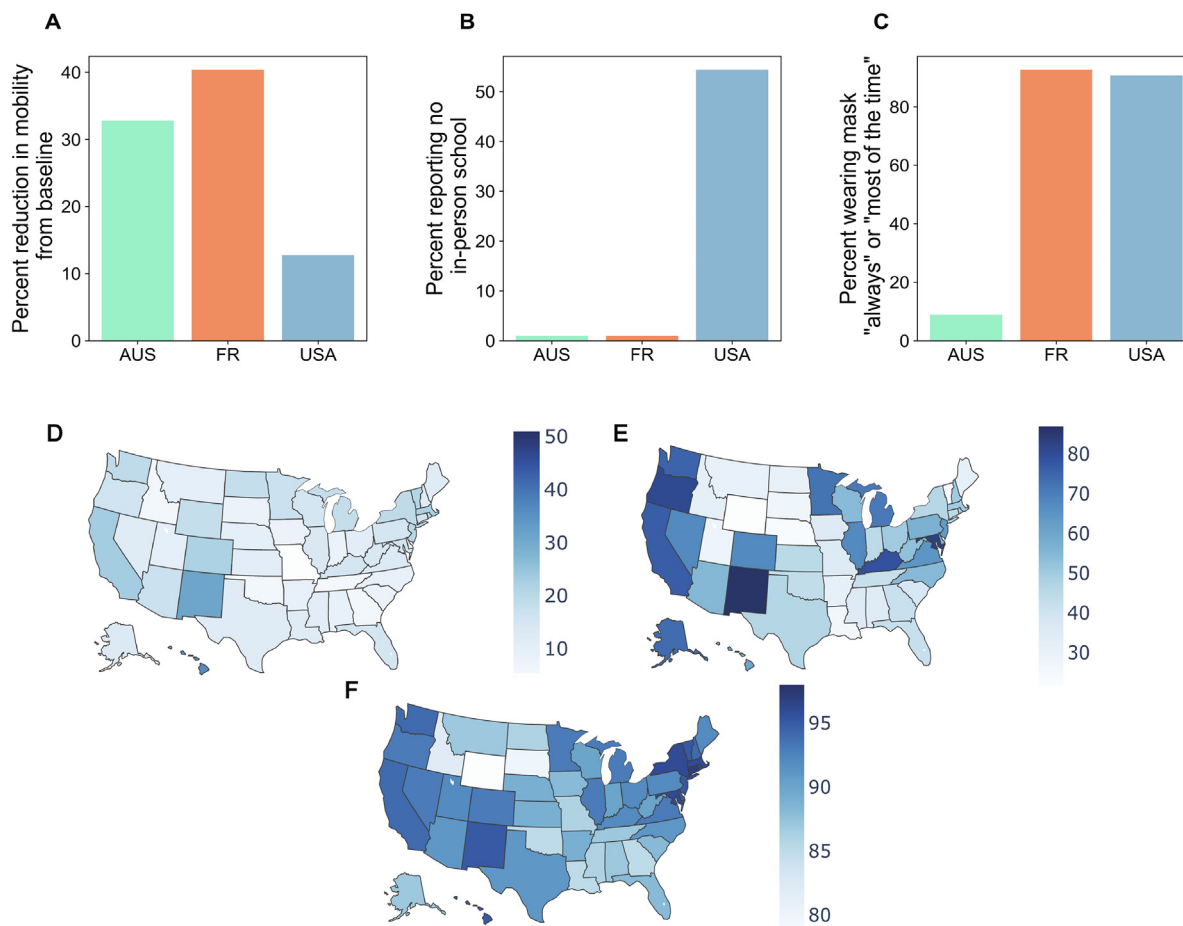 A
Percent reduction in mobility
from baseline
40
30
20
10
0
AUS
FR
USA
B
Percent reporting no
in-person school
50
40
30
20
10
0
AUS
FR
USA
C
Percent wearing mask
"always" or "most of the time"
80
60
40
20
0
AUS
FR
USA
D
50
40
30
20
10
E
80
70
60
50
40
30
F
95
90
85
80